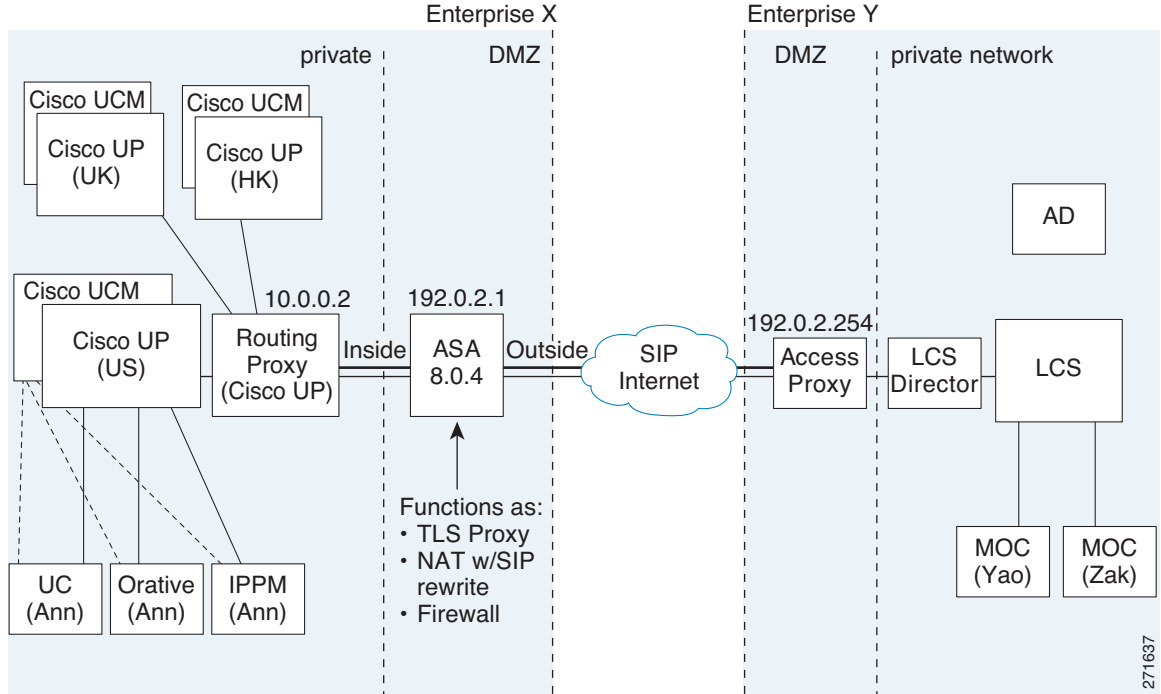 Enterprise X
Enterprise Y
private
DMZ
DMZ
private network
Cisco UCM
Cisco UP
(UK)
Cisco UCM
Cisco UP
(HK)
AD
Cisco UCM
Cisco UP
(US)
10.0.0.2
Routing
Proxy
(Cisco UP)
Inside
192.0.2.1
ASA
8.0.4
Outside
SIP
Internet
192.0.2.254
Access
Proxy
LCS
Director
LCS
Functions as:
• TLS Proxy
• NAT w/SIP
rewrite
• Firewall
UC
(Ann)
Orative
(Ann)
IPPM
(Ann)
MOC
(Yao)
MOC
(Zak)
271637